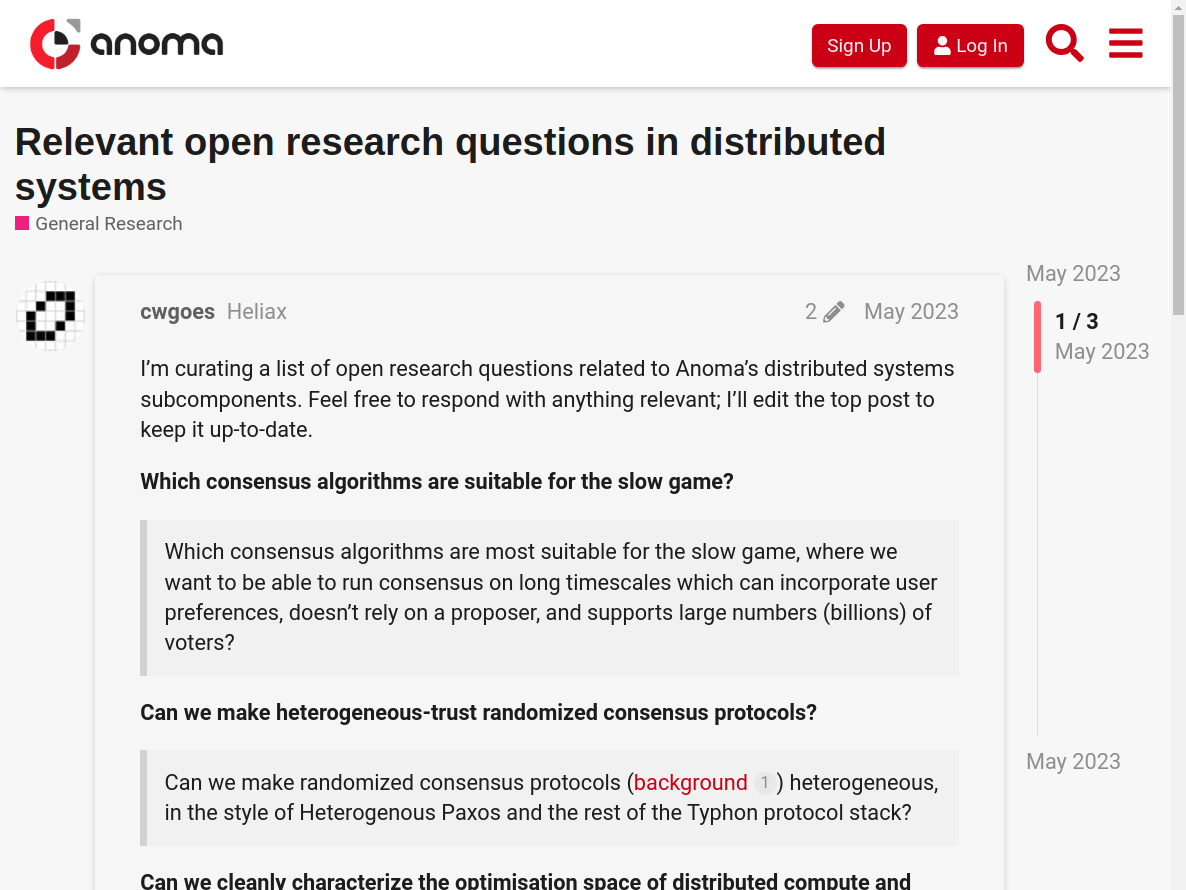 anoma
Sign Up
Log In
Relevant open research questions in distributed
systems
General Research
May 2023
cwgoes Heliax 2 May 2023
1 / 3
May 2023
I’m curating a list of open research questions related to Anoma’s distributed systems
subcomponents. Feel free to respond with anything relevant; I’ll edit the top post to
keep it up-to-date.
Which consensus algorithms are suitable for the slow game?
Which consensus algorithms are most suitable for the slow game, where we
want to be able to run consensus on long timescales which can incorporate user
preferences, doesn’t rely on a proposer, and supports large numbers (billions) of
voters?
Can we make heterogeneous-trust randomized consensus protocols?
May 2023
Can we make randomized consensus protocols (background 1) heterogeneous,
in the style of Heterogenous Paxos and the rest of the Typhon protocol stack?
Can we cleanly characterize the optimisation space of distributed compute and